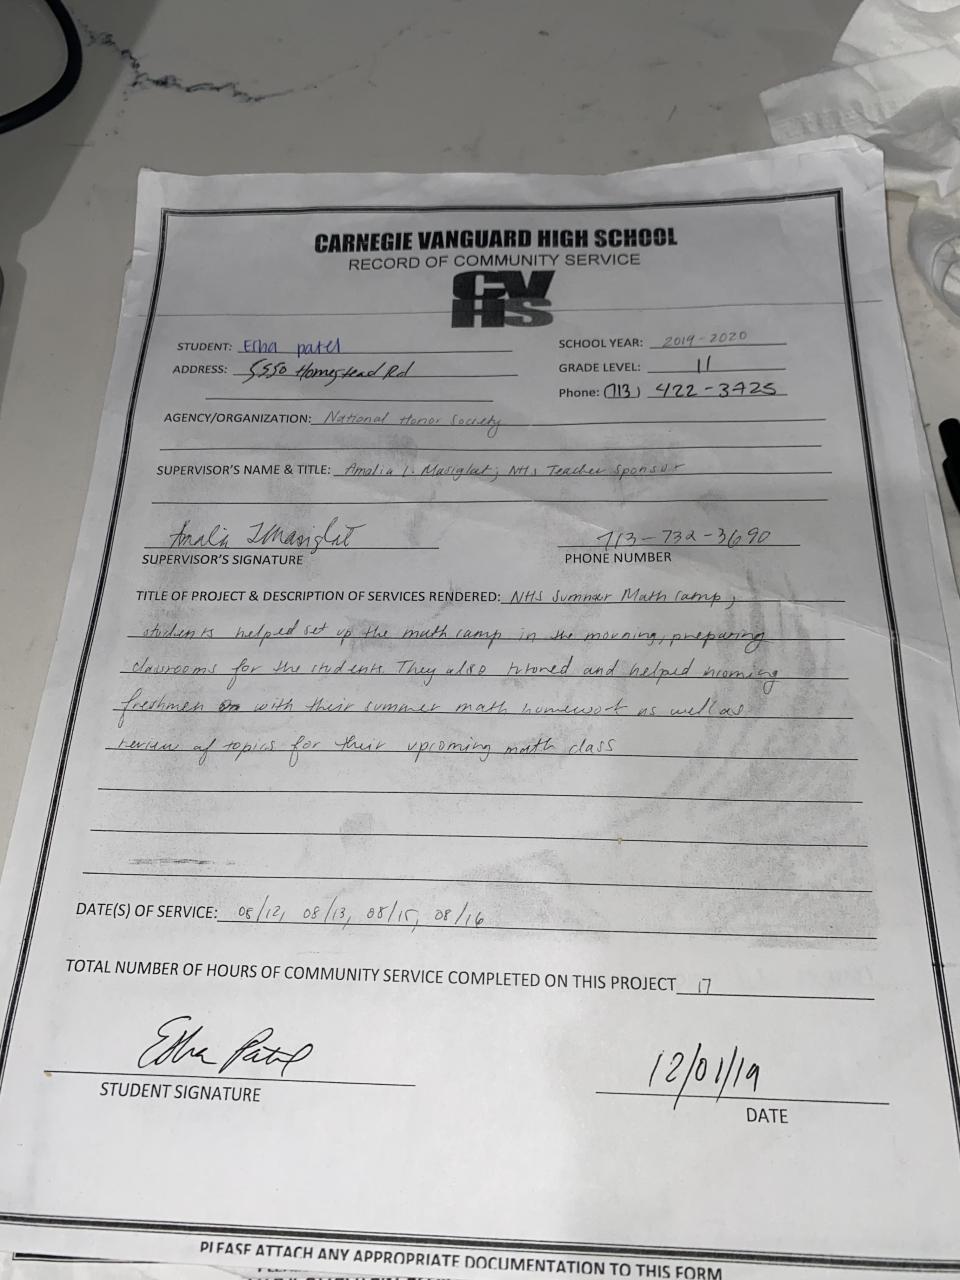 CARNEGIE VANGUARD HIGH SCHOOL
RECORD OF COMMUNITY SERVICE
CV
HS
STUDENT: Esha patel
SCHOOL YEAR: 2019-2020
ADDRESS: 5550 Homestead Rd
GRADE LEVEL: 11
Phone: (713) 422-3425
AGENCY/ORGANIZATION: National Honor Society
SUPERVISOR'S NAME & TITLE: Amalia I. Masiglat, NHS Teacher Sponsor
Amalia I Masiglat 713-732-3690
SUPERVISOR'S SIGNATURE PHONE NUMBER
TITLE OF PROJECT & DESCRIPTION OF SERVICES RENDERED: NHS Summer Math Camp,
students helped set up the math camp in the morning, preparing
classrooms for the students. They also tutored and helped incoming
freshmen with their summer math homework as well as
review of topics for their upcoming math class
DATE(S) OF SERVICE: 08/12, 08/13, 08/15, 08/16
TOTAL NUMBER OF HOURS OF COMMUNITY SERVICE COMPLETED ON THIS PROJECT 17
Esha Patel 12/01/19
STUDENT SIGNATURE DATE
PLEASE ATTACH ANY APPROPRIATE DOCUMENTATION TO THIS FORM